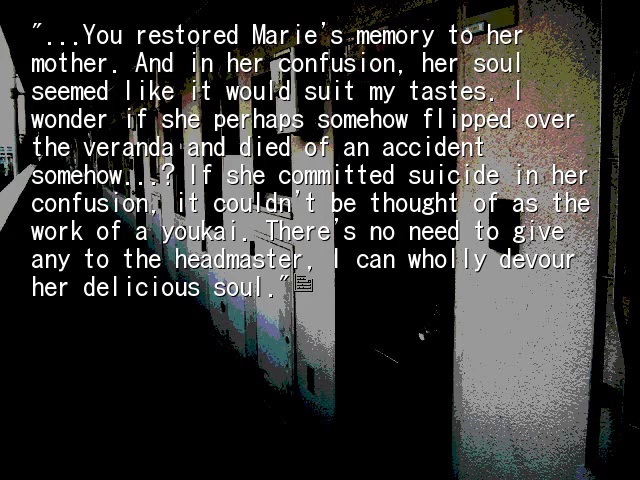 "...You restored Marie's memory to her
mother. And in her confusion, her soul
seemed like it would suit my tastes. I
wonder if she perhaps somehow flipped over
the veranda and died of an accident
somehow...? If she committed suicide in her
confusion, it couldn't be thought of as the
work of a youkai. There's no need to give
any to the headmaster, I can wholly devour
her delicious soul."